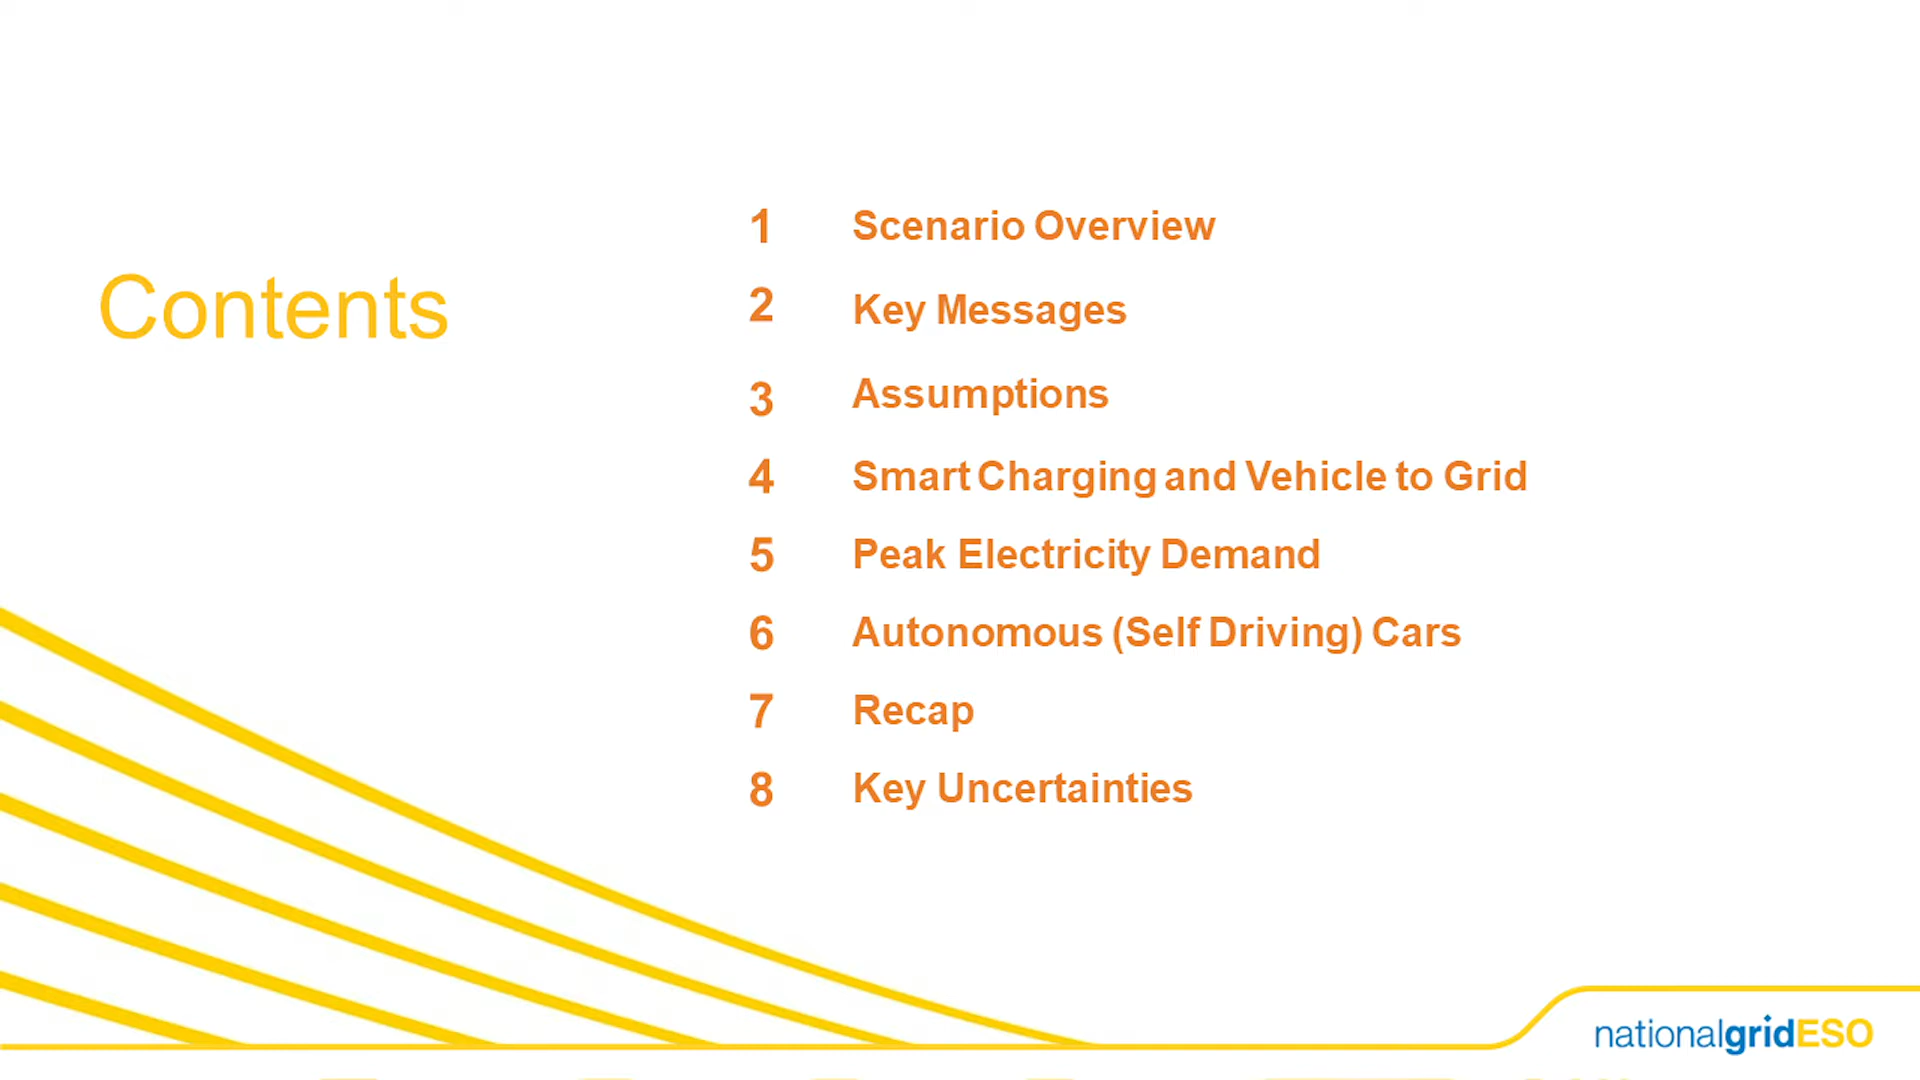 Contents
1 Scenario Overview
2 Key Messages
3 Assumptions
4 Smart Charging and Vehicle to Grid
5 Peak Electricity Demand
6 Autonomous (Self Driving) Cars
7 Recap
8 Key Uncertainties
nationalgridESO